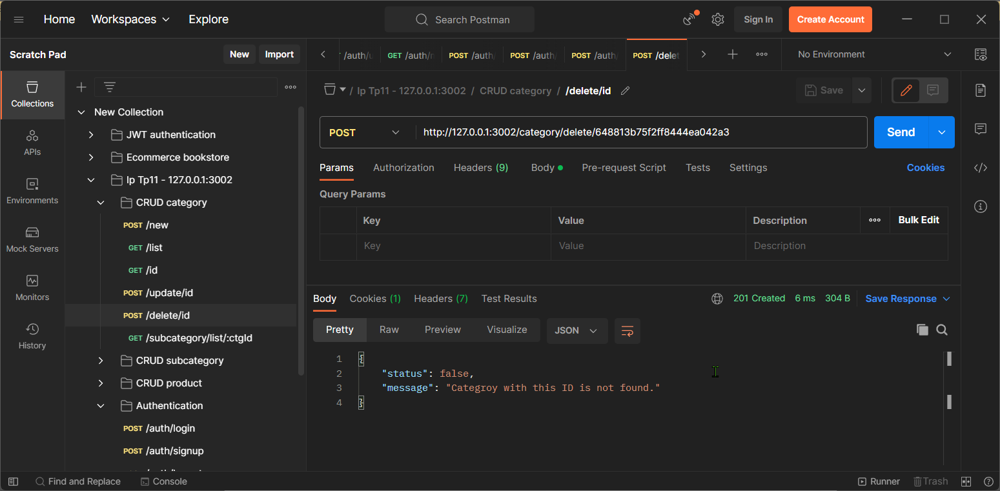 Home Workspaces Explore Search Postman Sign In Create Account
Scratch Pad New Import
/auth/ GET /auth/ POST /auth/ POST /auth/ POST /auth/ POST /delet No Environment
Collections
APIs
Environments
Mock Servers
Monitors
History
New Collection
JWT authentication
Ecommerce bookstore
Ip Tp11 - 127.0.0.1:3002
CRUD category
POST /new
GET /list
GET /id
POST /update/id
POST /delete/id
GET /subcategory/list/:ctgId
CRUD subcategory
CRUD product
Authentication
POST /auth/login
POST /auth/signup
/ Ip Tp11 - 127.0.0.1:3002 / CRUD category / /delete/id Save
POST http://127.0.0.1:3002/category/delete/648813b75f2ff8444ea042a3 Send
Params Authorization Headers (9) Body Pre-request Script Tests Settings Cookies
Query Params
Key Value Description Bulk Edit
Key Value Description
Body Cookies (1) Headers (7) Test Results 201 Created 6 ms 304 B Save Response
Pretty Raw Preview Visualize JSON
1 {
2 "status": false,
3 "message": "Categroy with this ID is not found."
4 }
Find and Replace Console Runner Trash